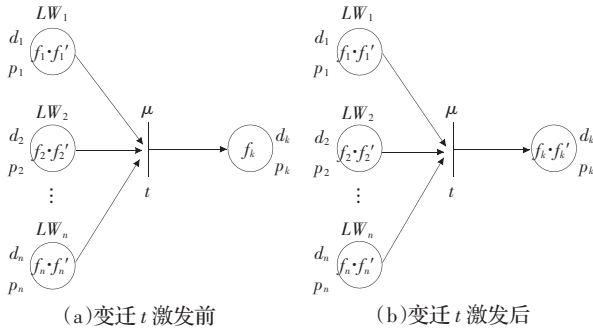 LW₁
d₁
f₁•f₁′
p₁
LW₂
μ
d₂
f₂•f₂′
p₂
t
fₖ
dₖ
pₖ
⋮
LWₙ
dₙ
fₙ•fₙ′
pₙ
(a)变迁 t 激发前
LW₁
d₁
f₁•f₁′
p₁
LW₂
μ
d₂
f₂•f₂′
p₂
t
fₖ•fₖ′
dₖ
pₖ
⋮
LWₙ
dₙ
fₙ•fₙ′
pₙ
(b)变迁 t 激发后